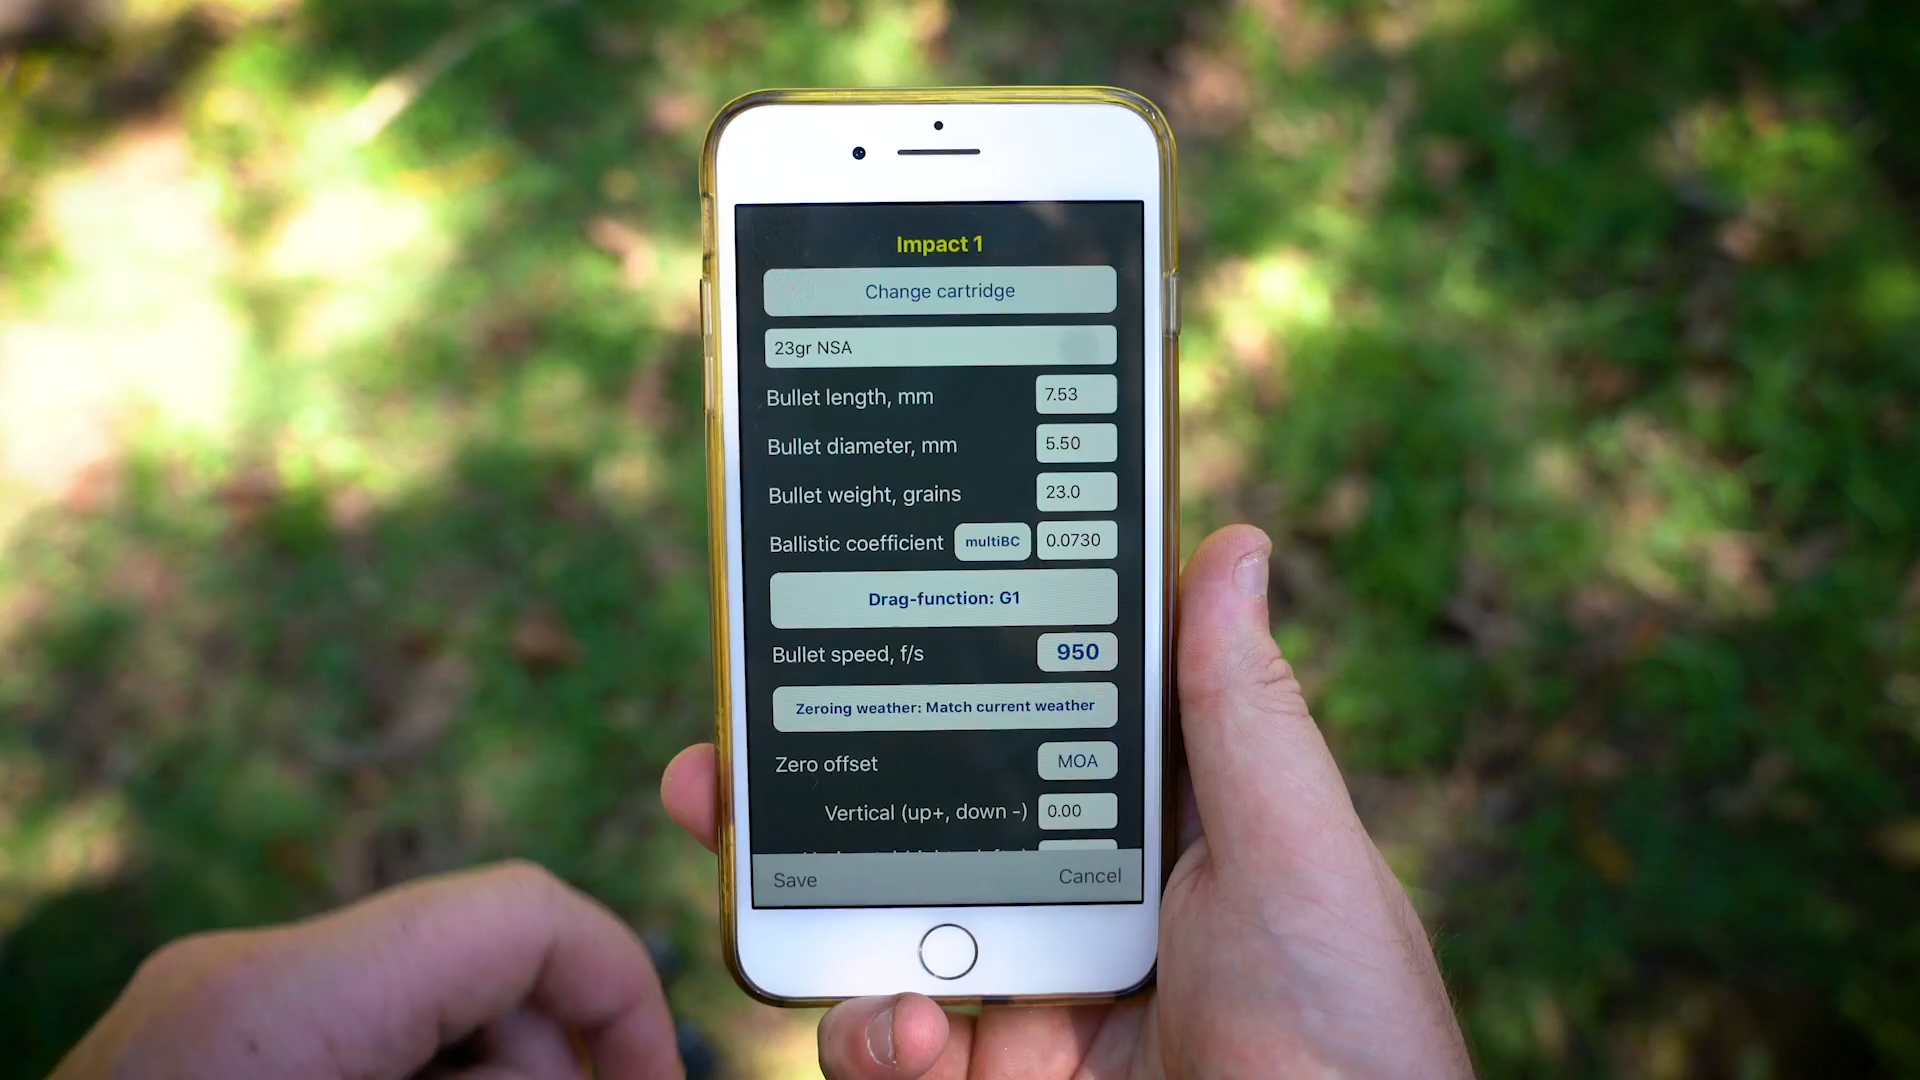 Impact 1
Change cartridge
23gr NSA
Bullet length, mm 7.53
Bullet diameter, mm 5.50
Bullet weight, grains 23.0
Ballistic coefficient multiBC 0.0730
Drag-function: G1
Bullet speed, f/s 950
Zeroing weather: Match current weather
Zero offset MOA
Vertical (up+, down -) 0.00
Save Cancel